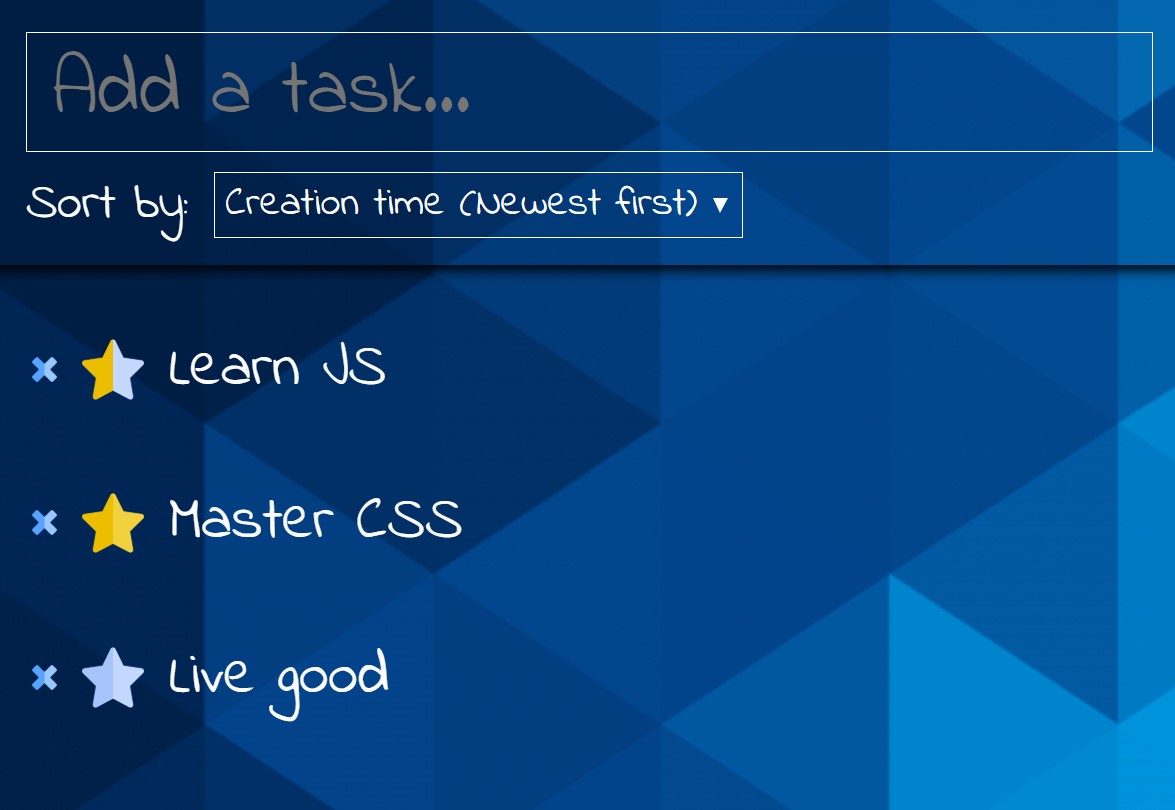 Add a task...
Sort by: Creation time (Newest first) ▾
Learn JS
Master CSS
Live good